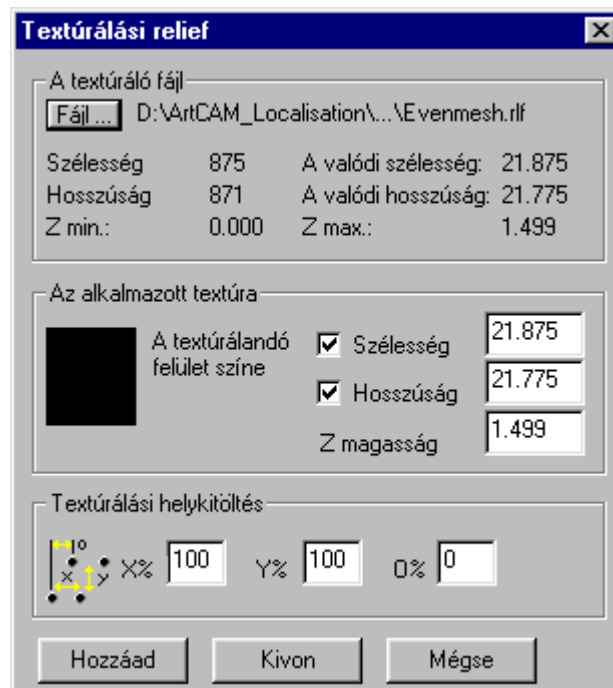 Textúrálási relief
A textúráló fájl
Fájl ... D:\ArtCAM_Localisation\...\Evenmesh.rlf
Szélesség 875 A valódi szélesség: 21.875
Hosszúság 871 A valódi hosszúság: 21.775
Z min.: 0.000 Z max.: 1.499
Az alkalmazott textúra
A textúrálandó felület színe
Szélesség 21.875
Hosszúság 21.775
Z magasság 1.499
Textúrálási helykitöltés
o x y X% 100 Y% 100 O% 0
Hozzáad Kivon Mégse